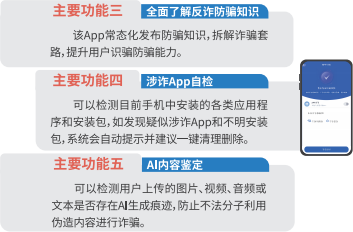 主要功能三 全面了解反诈防骗知识
该App常态化发布防骗知识，拆解诈骗套
路，提升用户识骗防骗能力。
主要功能四 涉诈App自检
可以检测目前手机中安装的各类应用程
序和安装包，如发现疑似涉诈App和不明安装
包，系统会自动提示并建议一键清理删除。
主要功能五 AI内容鉴定
可以检测用户上传的图片、视频、音频或
文本是否存在AI生成痕迹，防止不法分子利用
伪造内容进行诈骗。